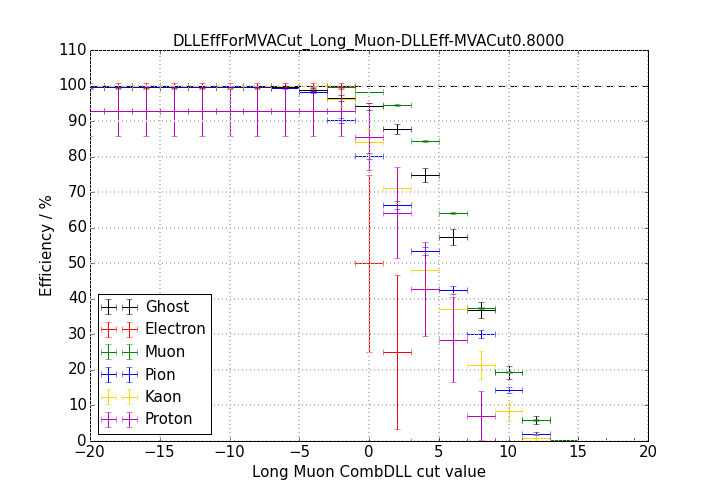 DLLEffForMVACut_Long_Muon-DLLEff-MVACut0.8000
110
100
90
80
70
60
50
40
30
20
10
0
Efficiency / %
Ghost
Electron
Muon
Pion
Kaon
Proton
−20 −15 −10 −5 0 5 10 15 20
Long Muon CombDLL cut value